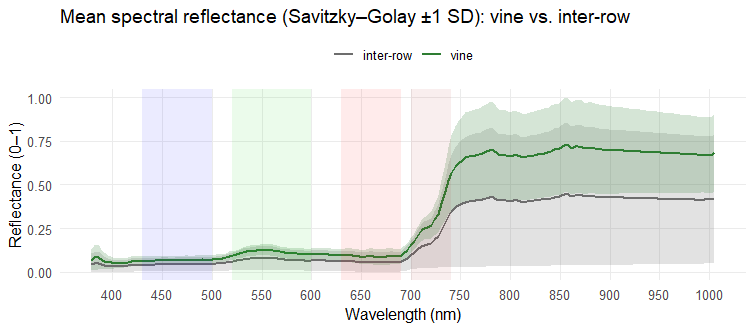 Mean spectral reflectance (Savitzky–Golay ±1 SD): vine vs. inter-row
inter-row vine
Reflectance (0–1)
1.00
0.75
0.50
0.25
0.00
400 450 500 550 600 650 700 750 800 850 900 950 1000
Wavelength (nm)